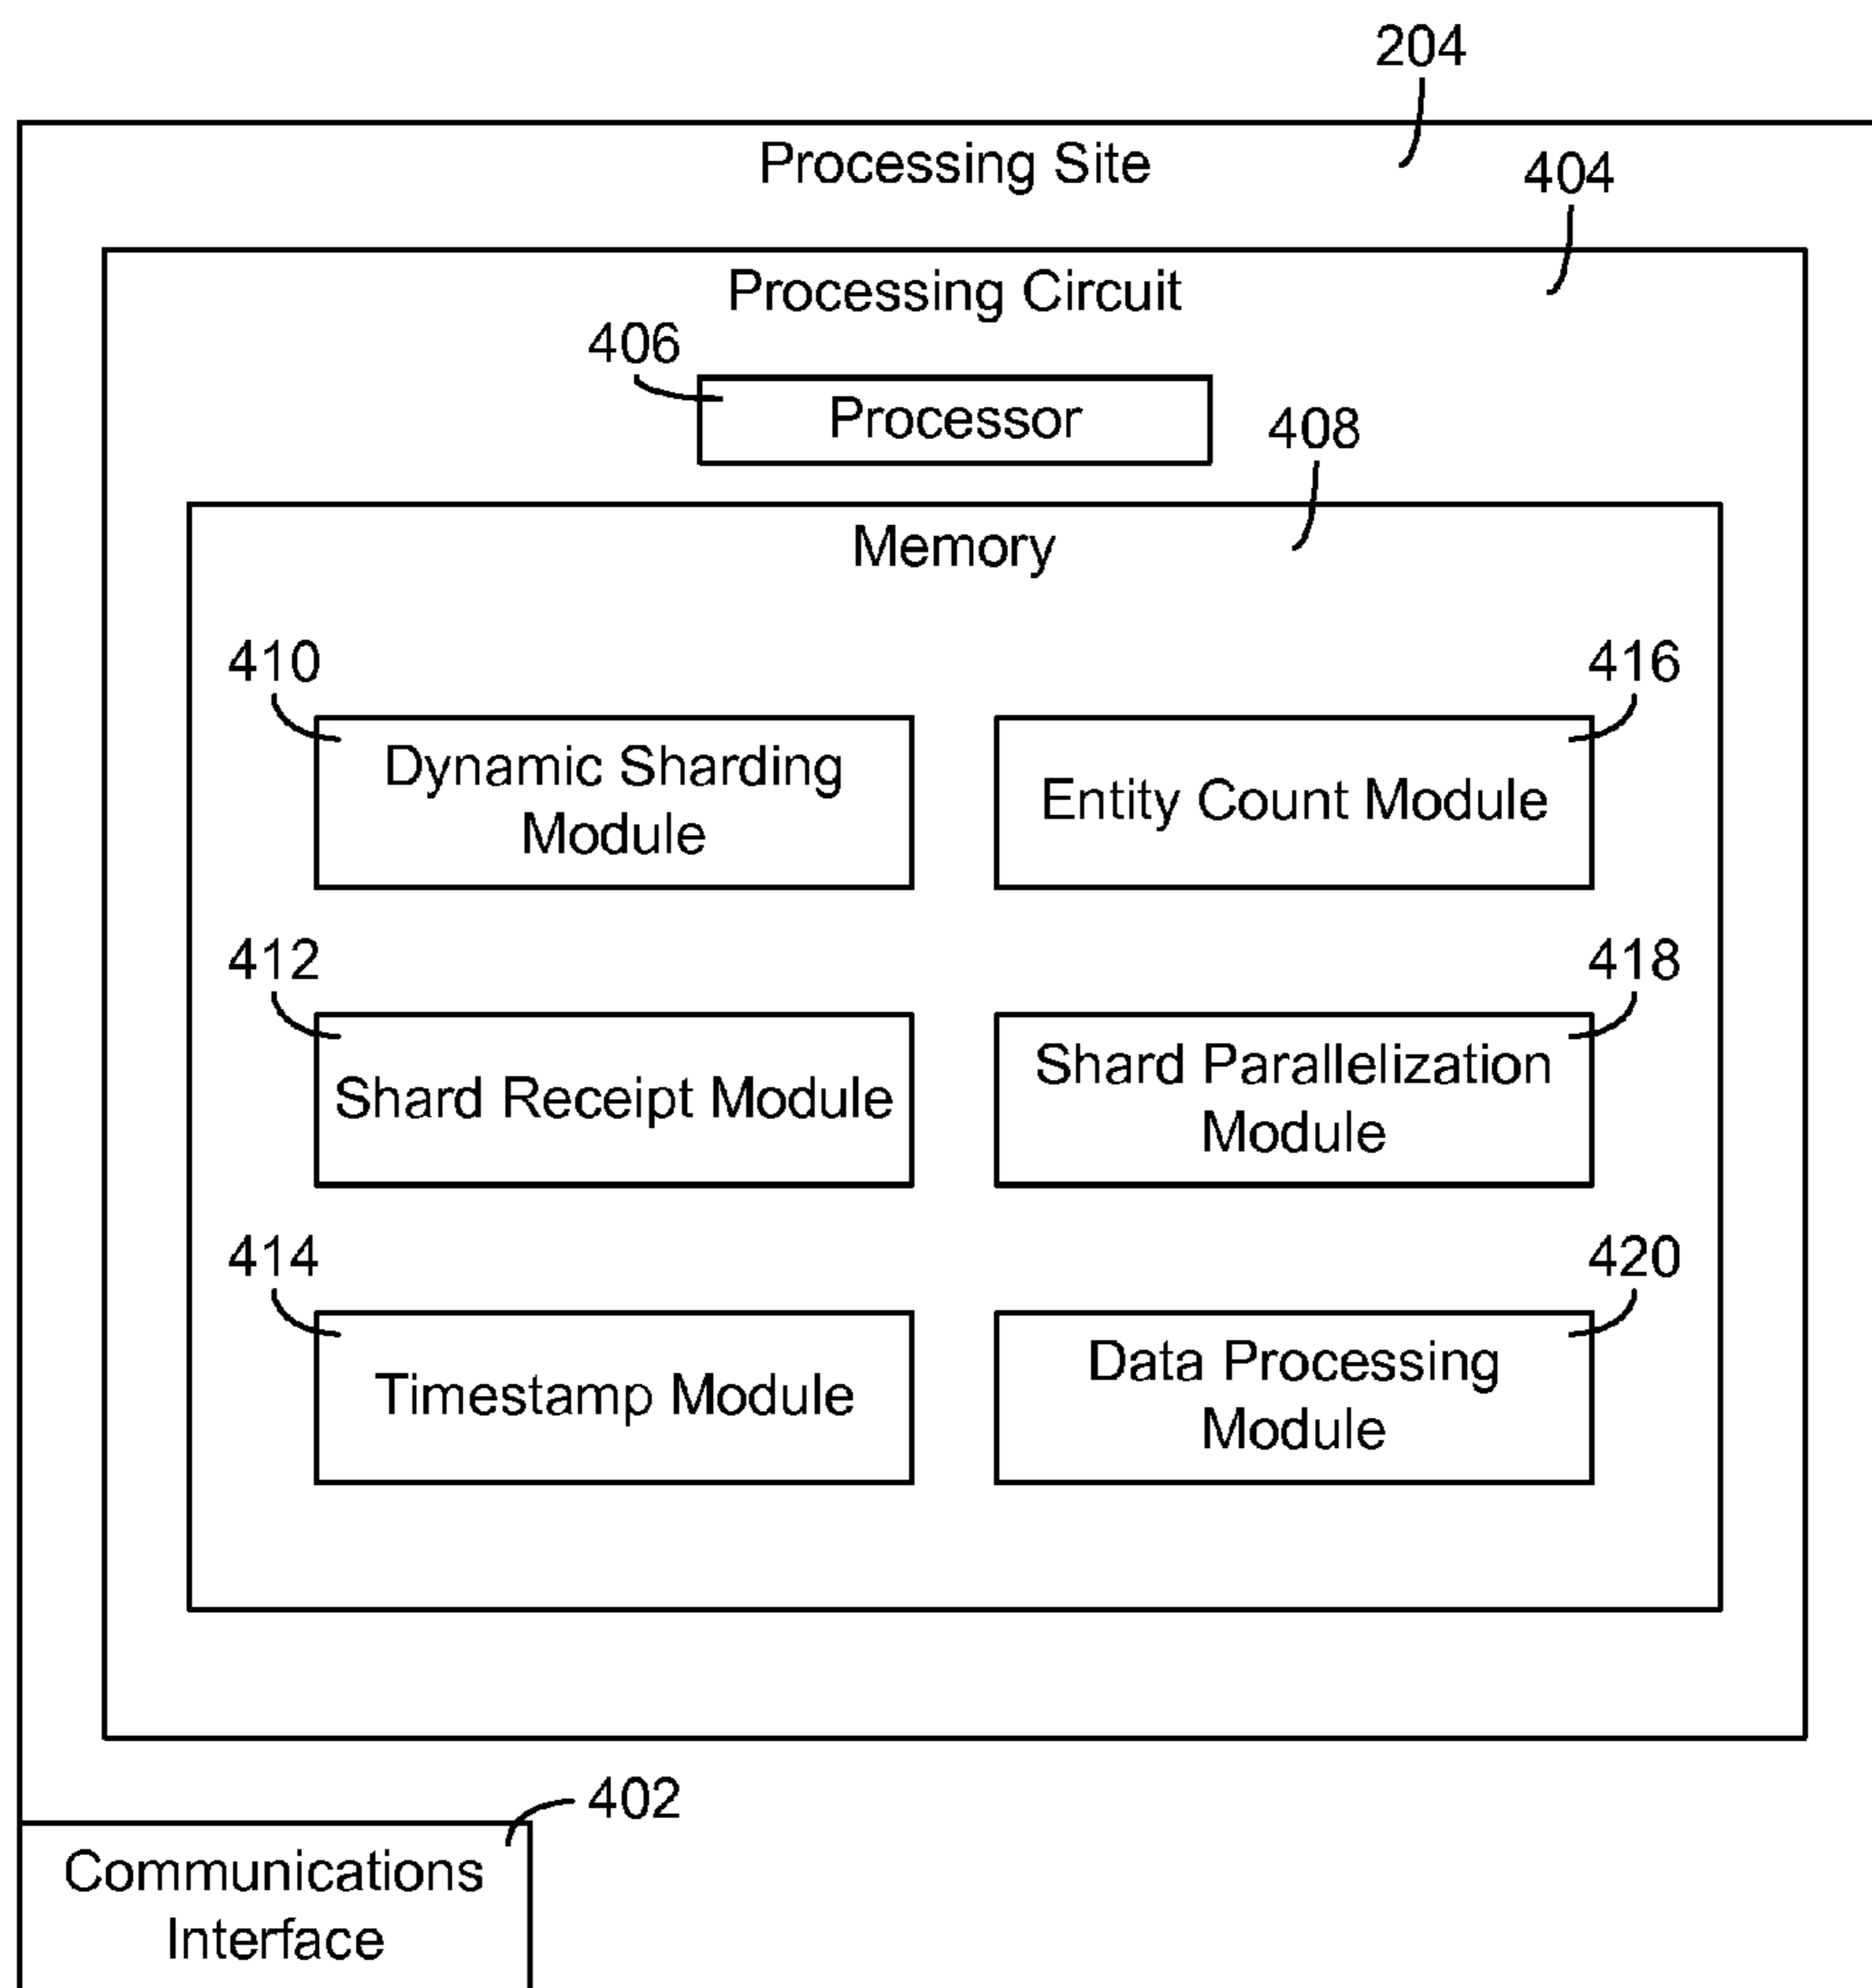 204
Processing Site
404
Processing Circuit
406
Processor
408
Memory
410
Dynamic Sharding
Module
416
Entity Count Module
412
Shard Receipt Module
418
Shard Parallelization
Module
414
Timestamp Module
420
Data Processing
Module
402
Communications
Interface